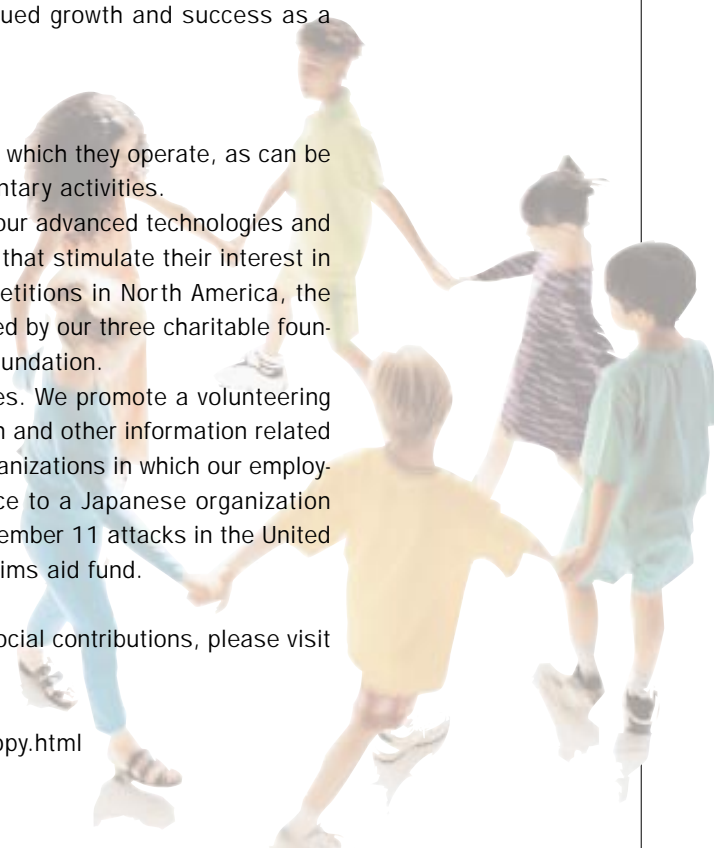 ued growth and success as a
which they operate, as can be
ntary activities.
our advanced technologies and
that stimulate their interest in
etitions in North America, the
ed by our three charitable foun-
undation.
es. We promote a volunteering
n and other information related
anizations in which our employ-
ce to a Japanese organization
ember 11 attacks in the United
ims aid fund.
ocial contributions, please visit
opy.html